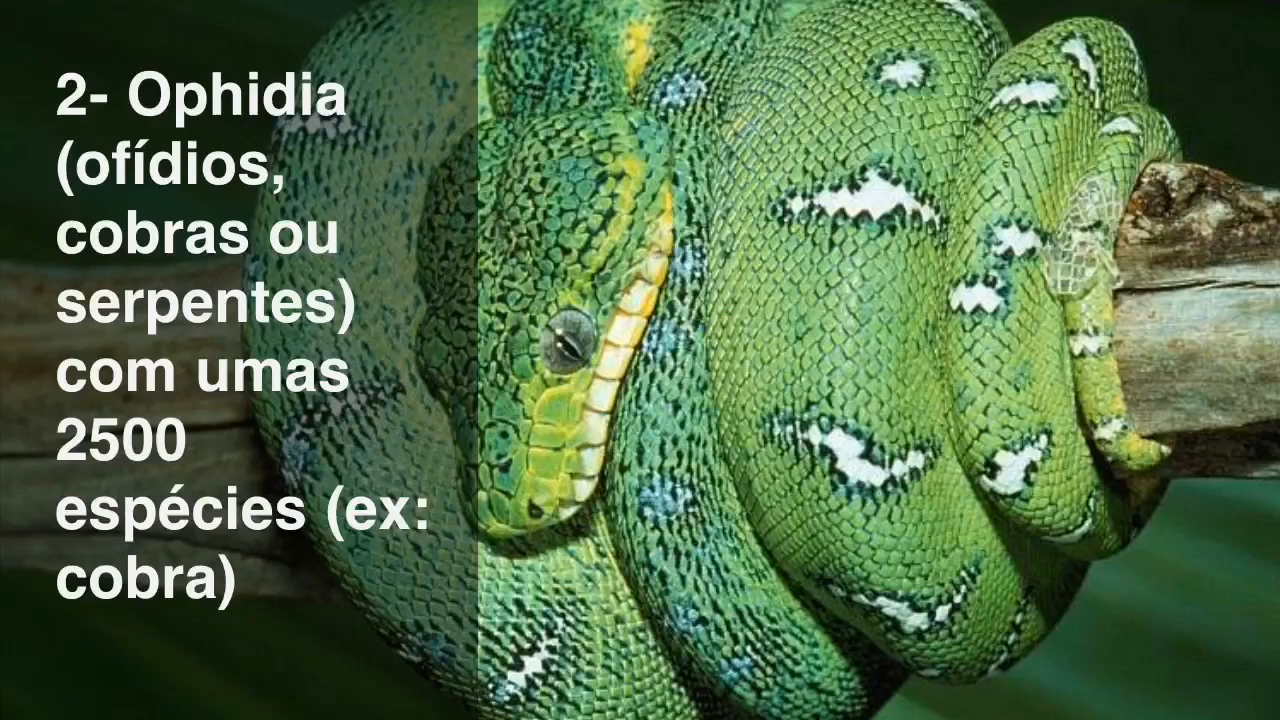 2- Ophidia
(ofídios,
cobras ou
serpentes)
com umas
2500
espécies (ex:
cobra)